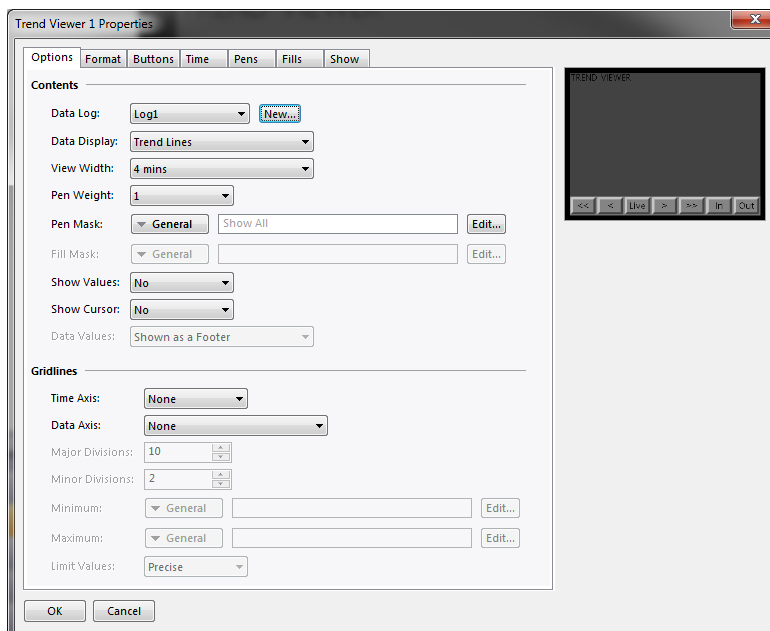 Trend Viewer 1 Properties
Options Format Buttons Time Pens Fills Show
Contents
Data Log: Log1 New...
Data Display: Trend Lines
View Width: 4 mins
Pen Weight: 1
Pen Mask: General Show All Edit...
Fill Mask: General Edit...
Show Values: No
Show Cursor: No
Data Values: Shown as a Footer
Gridlines
Time Axis: None
Data Axis: None
Major Divisions: 10
Minor Divisions: 2
Minimum: General Edit...
Maximum: General Edit...
Limit Values: Precise
OK Cancel
TREND VIEWER
<< < Live > >> In Out